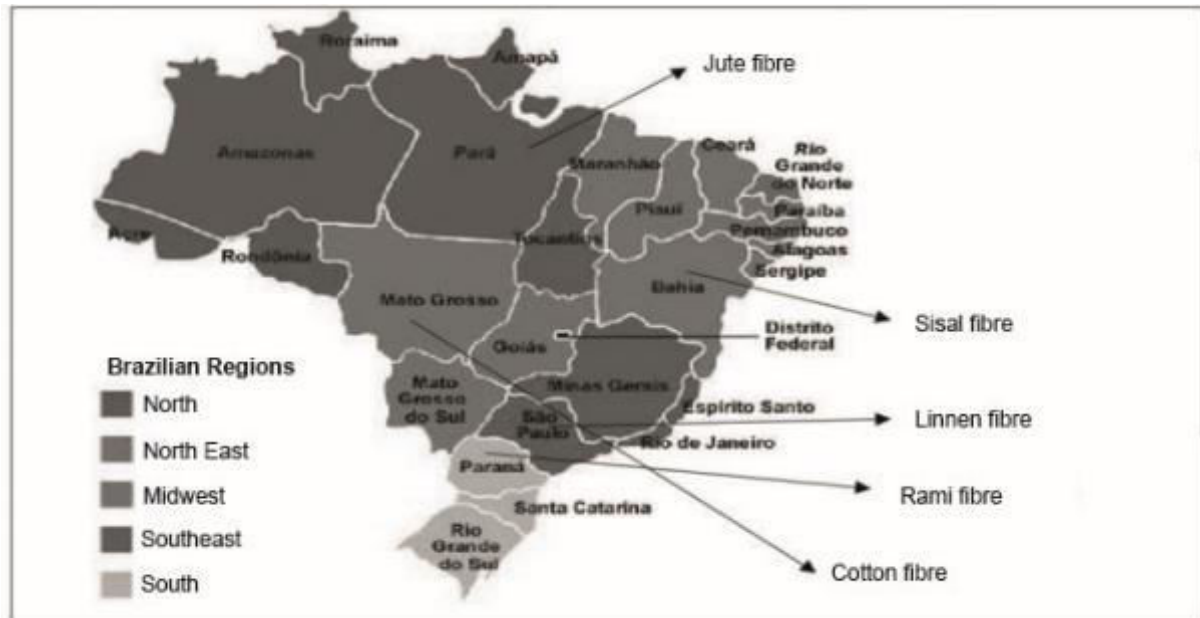 Roraima
Amapá
Jute fibre
Amazonas
Pará
Maranhão
Ceará
Rio
Grande
do Norte
Piauí
Paraíba
Pernambuco
Alagoas
Sergipe
Acre
Rondônia
Tocantins
Bahia
Mato Grosso
Sisal fibre
Goiás
Distrito
Federal
Brazilian Regions
North
North East
Midwest
Southeast
South
Mato
Grosso
do Sul
Minas Gerais
Espírito Santo
São
Paulo
Linnen fibre
Rio de Janeiro
Paraná
Rami fibre
Santa Catarina
Rio
Grande
do Sul
Cotton fibre